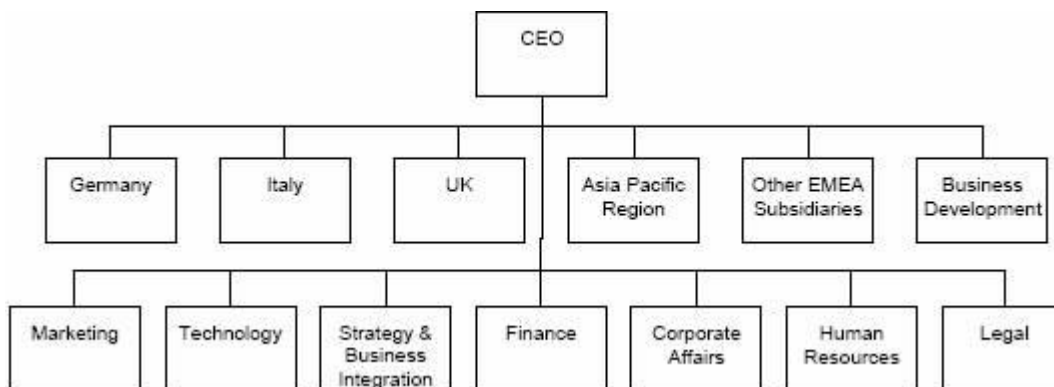 CEO
Germany
Italy
UK
Asia Pacific
Region
Other EMEA
Subsidiaries
Business
Development
Marketing
Technology
Strategy &
Business
Integration
Finance
Corporate
Affairs
Human
Resources
Legal